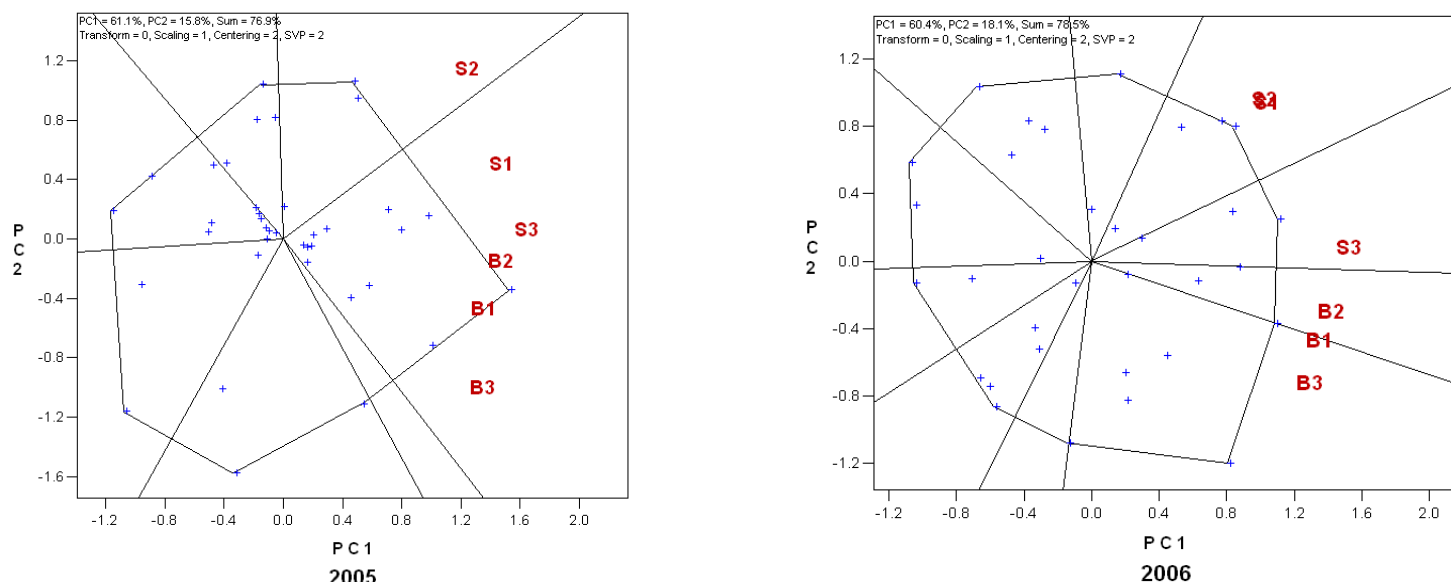 PC1 = 61.1%, PC2 = 15.8%, Sum = 76.9%
Transform = 0, Scaling = 1, Centering = 2, SVP = 2
1.2
0.8
0.4
0.0
-0.4
-0.8
-1.2
-1.6
P
C
2
S2
S1
S3
B2
B1
B3
-1.2 -0.8 -0.4 0.0 0.4 0.8 1.2 1.6 2.0
P C 1
2005
PC1 = 60.4%, PC2 = 18.1%, Sum = 78.5%
Transform = 0, Scaling = 1, Centering = 2, SVP = 2
1.2
0.8
0.4
0.0
-0.4
-0.8
-1.2
P
C
2
S1
S3
B2
B1
B3
-1.2 -0.8 -0.4 0.0 0.4 0.8 1.2 1.6 2.0
P C 1
2006